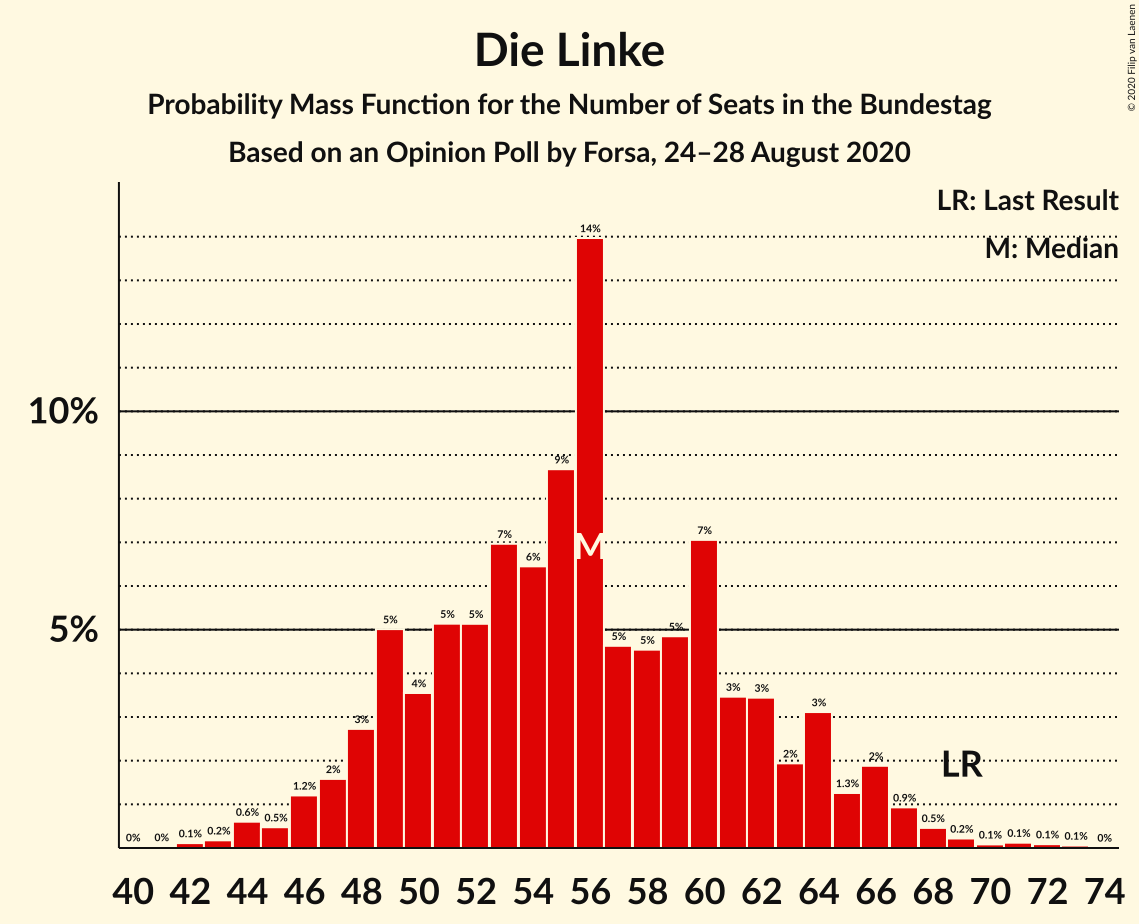 Die Linke
Probability Mass Function for the Number of Seats in the Bundestag
Based on an Opinion Poll by Forsa, 24–28 August 2020
© 2020 Filip van Laenen
LR: Last Result
M: Median
10%
5%
0% 0% 0.1% 0.2% 0.6% 0.5% 1.2% 2% 3% 5% 4% 5% 5% 7% 6% 9% 14% 5% 5% 5% 7% 3% 3% 2% 3% 1.3% 2% 0.9% 0.5% 0.2% 0.1% 0.1% 0.1% 0.1% 0%
M
LR
40 42 44 46 48 50 52 54 56 58 60 62 64 66 68 70 72 74